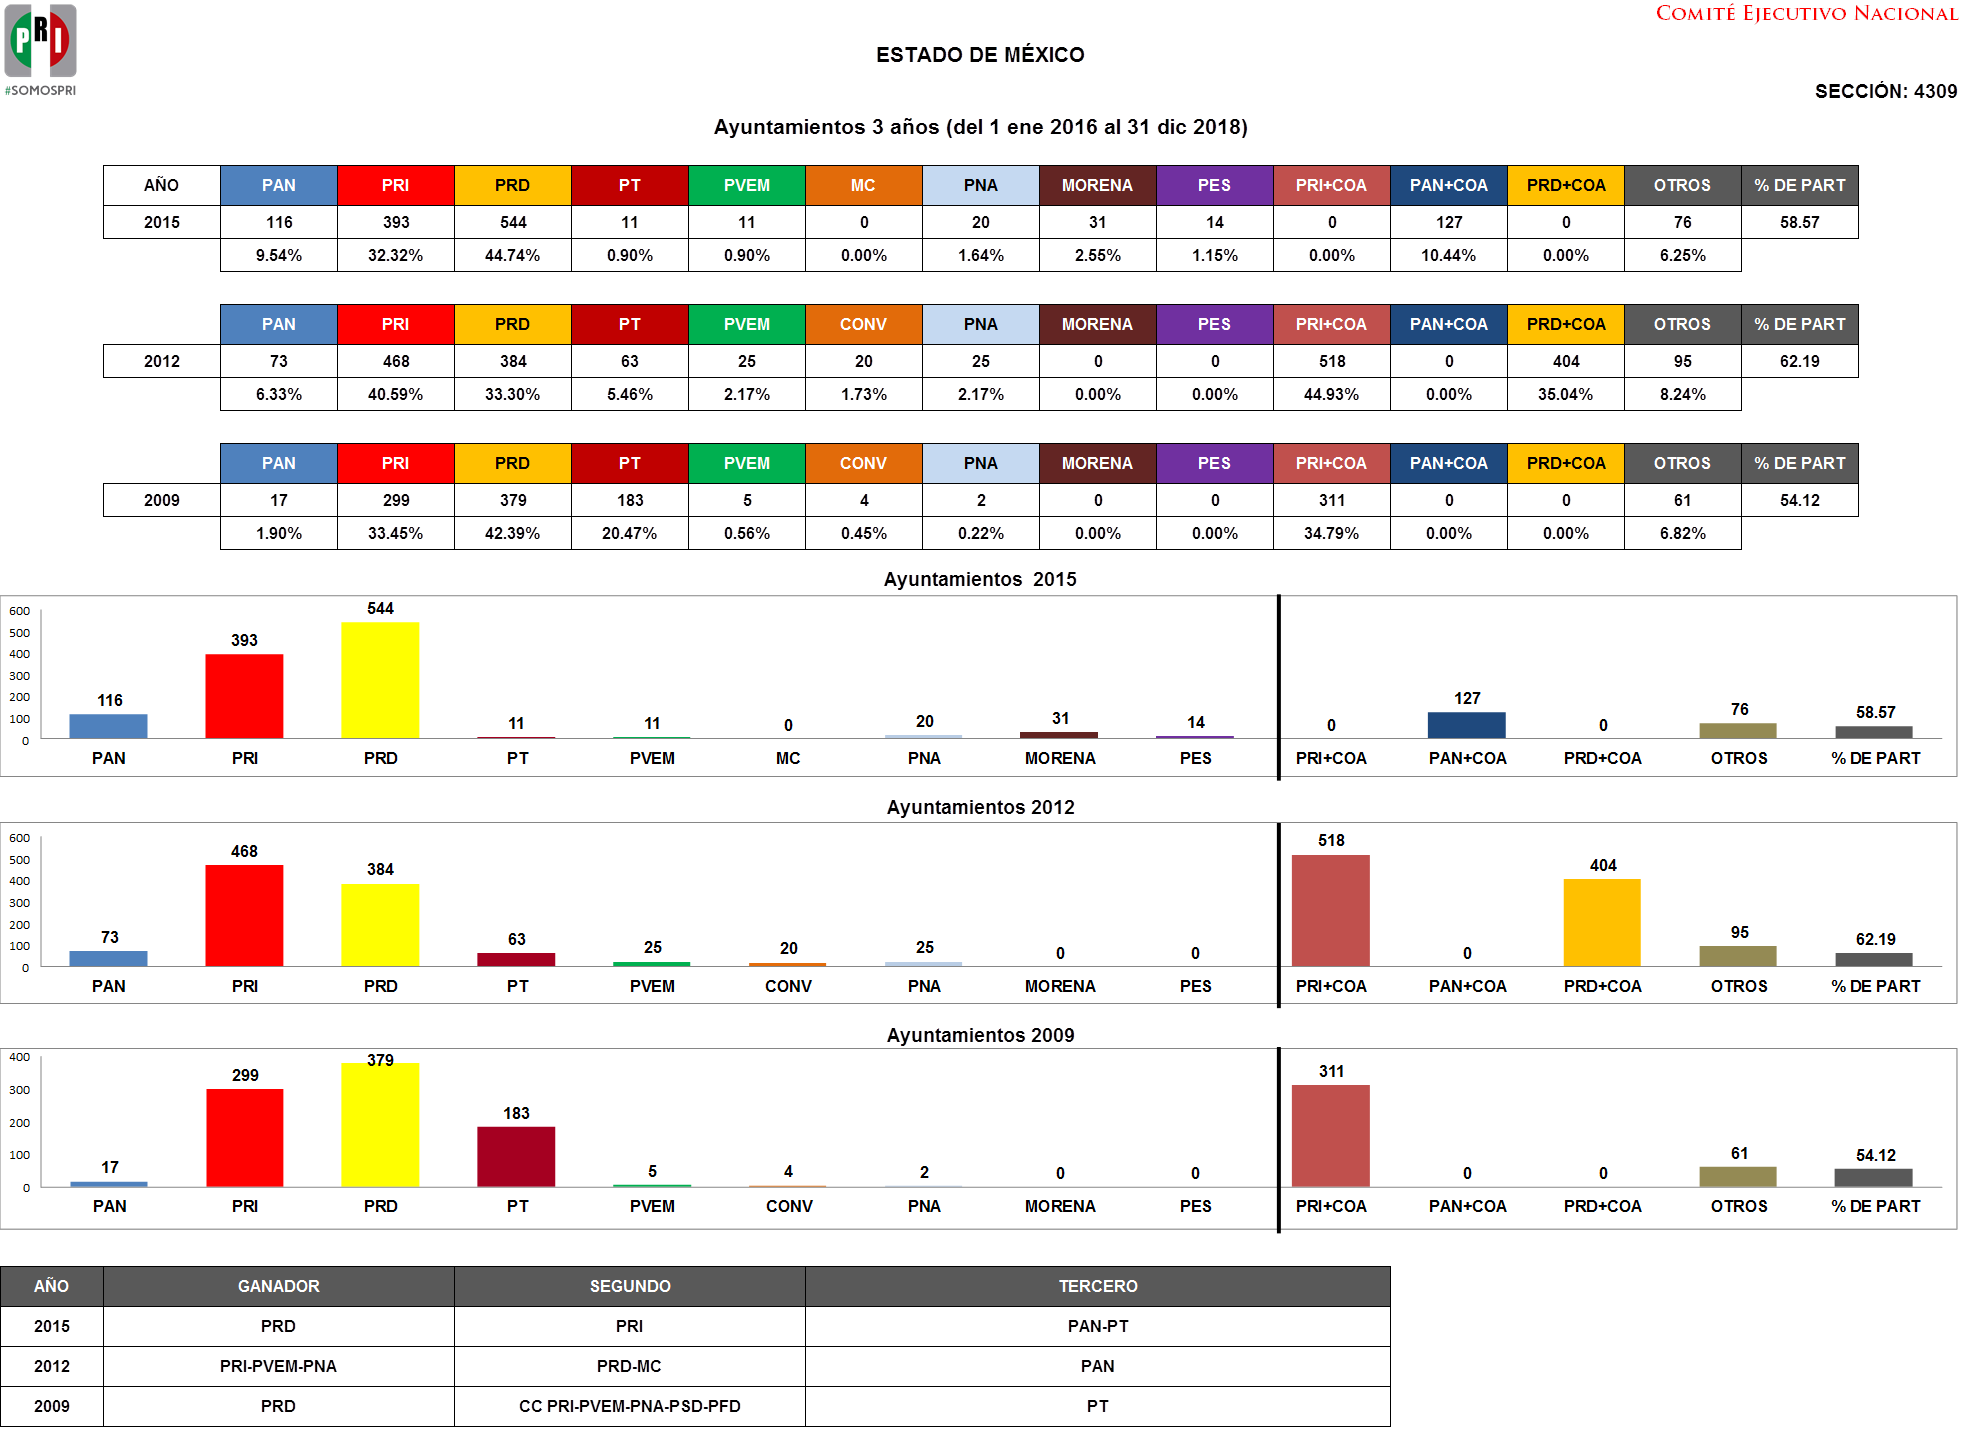 PRI
#SOMOSPRI
COMITÉ EJECUTIVO NACIONAL
ESTADO DE MÉXICO
SECCIÓN: 4309
Ayuntamientos 3 años (del 1 ene 2016 al 31 dic 2018)
AÑO PAN PRI PRD PT PVEM MC PNA MORENA PES PRI+COA PAN+COA PRD+COA OTROS % DE PART
2015 116 393 544 11 11 0 20 31 14 0 127 0 76 58.57
9.54% 32.32% 44.74% 0.90% 0.90% 0.00% 1.64% 2.55% 1.15% 0.00% 10.44% 0.00% 6.25%
PAN PRI PRD PT PVEM CONV PNA MORENA PES PRI+COA PAN+COA PRD+COA OTROS % DE PART
2012 73 468 384 63 25 20 25 0 0 518 0 404 95 62.19
6.33% 40.59% 33.30% 5.46% 2.17% 1.73% 2.17% 0.00% 0.00% 44.93% 0.00% 35.04% 8.24%
PAN PRI PRD PT PVEM CONV PNA MORENA PES PRI+COA PAN+COA PRD+COA OTROS % DE PART
2009 17 299 379 183 5 4 2 0 0 311 0 0 61 54.12
1.90% 33.45% 42.39% 20.47% 0.56% 0.45% 0.22% 0.00% 0.00% 34.79% 0.00% 0.00% 6.82%
Ayuntamientos 2015
600
500
400
300
200
100
0
116 393 544 11 11 0 20 31 14 0 127 0 76 58.57
PAN PRI PRD PT PVEM MC PNA MORENA PES PRI+COA PAN+COA PRD+COA OTROS % DE PART
Ayuntamientos 2012
600
500
400
300
200
100
0
73 468 384 63 25 20 25 0 0 518 0 404 95 62.19
PAN PRI PRD PT PVEM CONV PNA MORENA PES PRI+COA PAN+COA PRD+COA OTROS % DE PART
Ayuntamientos 2009
400
300
200
100
0
17 299 379 183 5 4 2 0 0 311 0 0 61 54.12
PAN PRI PRD PT PVEM CONV PNA MORENA PES PRI+COA PAN+COA PRD+COA OTROS % DE PART
AÑO GANADOR SEGUNDO TERCERO
2015 PRD PRI PAN-PT
2012 PRI-PVEM-PNA PRD-MC PAN
2009 PRD CC PRI-PVEM-PNA-PSD-PFD PT